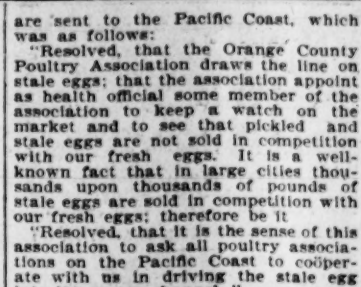 are sent to the Pacific Coast, which
was as follows:
"Resolved, that the Orange County
Poultry Association draws the line on
stale eggs; that the association appoint
as health official some member of the
association to keep a watch on the
market and to see that pickled and
stale eggs are not sold in competition
with our fresh eggs. It is a well-
known fact that in large cities thou-
sands upon thousands of pounds of
stale eggs are sold in competition with
our fresh eggs; therefore be it
"Resolved, that it is the sense of this
association to ask all poultry associa-
tions on the Pacific Coast to coöper-
ate with us in driving the stale egg